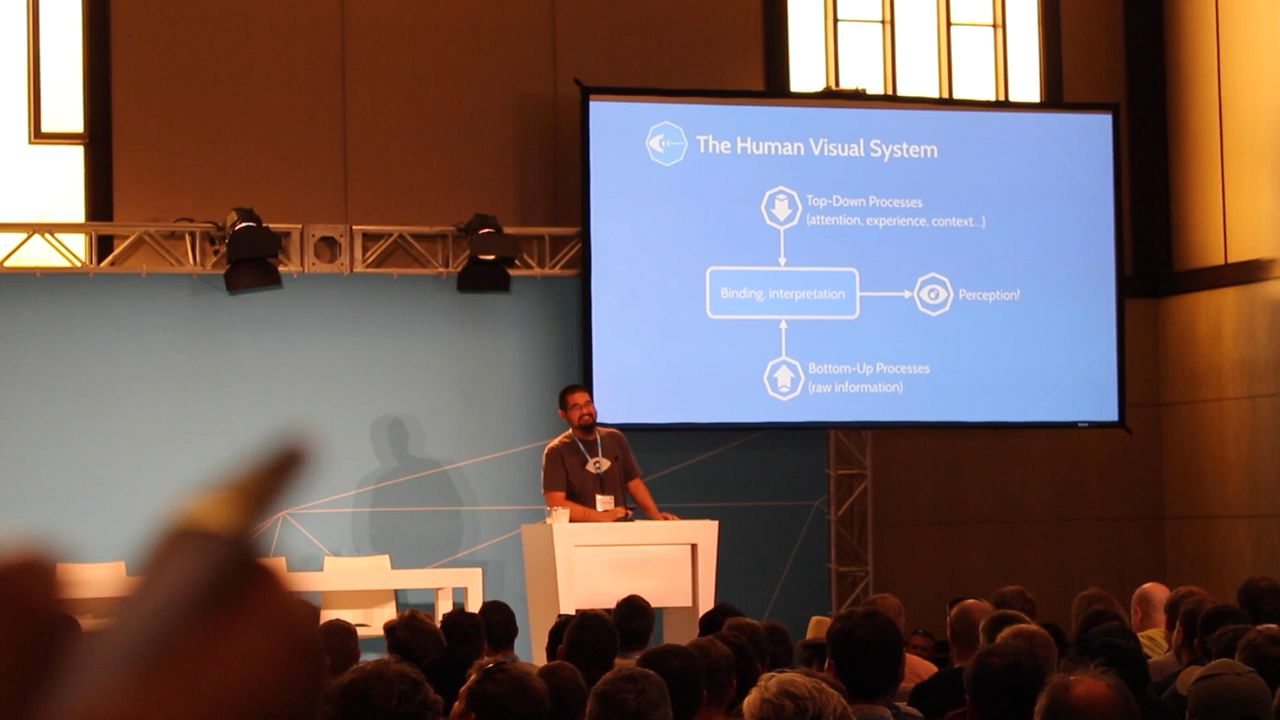 The Human Visual System
Top-Down Processes
(attention, experience, context...)
Binding, interpretation
Perception!
Bottom-Up Processes
(raw information)